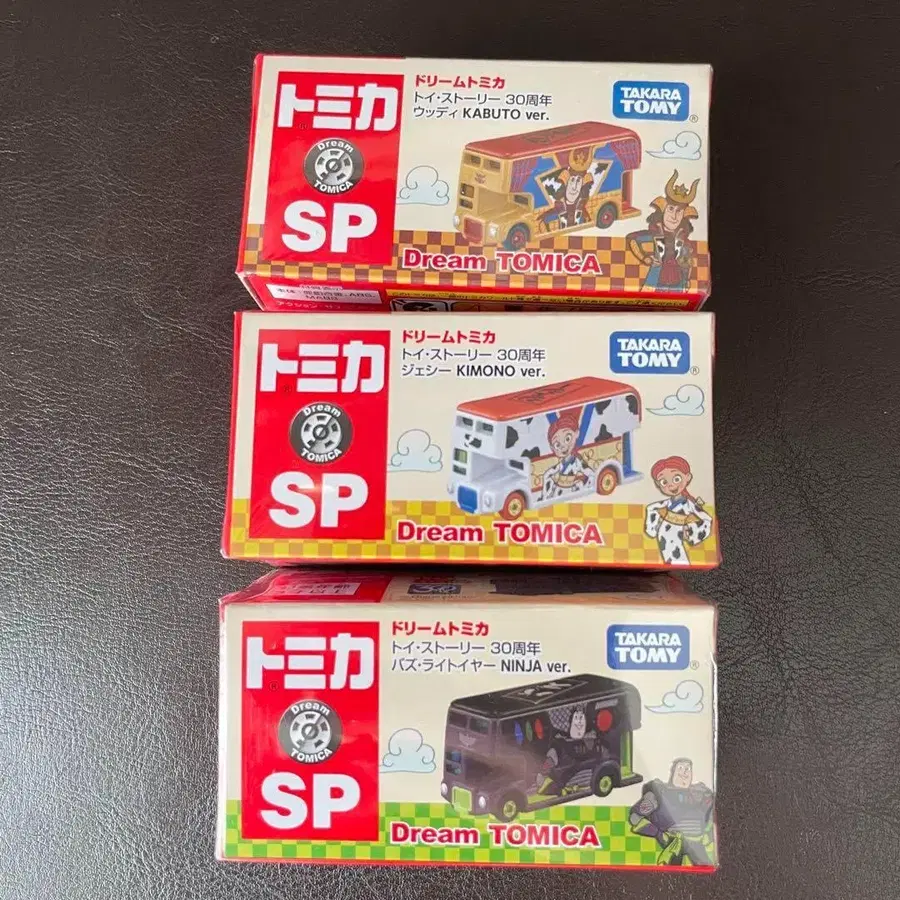 トミカ
Dream
TOMICA
SP
ドリームトミカ
トイ・ストーリー 30周年
ウッディ KABUTO ver.
TAKARA
TOMY
Dream TOMICA
トミカ
Dream
TOMICA
SP
ドリームトミカ
トイ・ストーリー 30周年
ジェシー KIMONO ver.
TAKARA
TOMY
Dream TOMICA
トミカ
Dream
TOMICA
SP
ドリームトミカ
トイ・ストーリー 30周年
バズ・ライトイヤー NINJA ver.
TAKARA
TOMY
Dream TOMICA